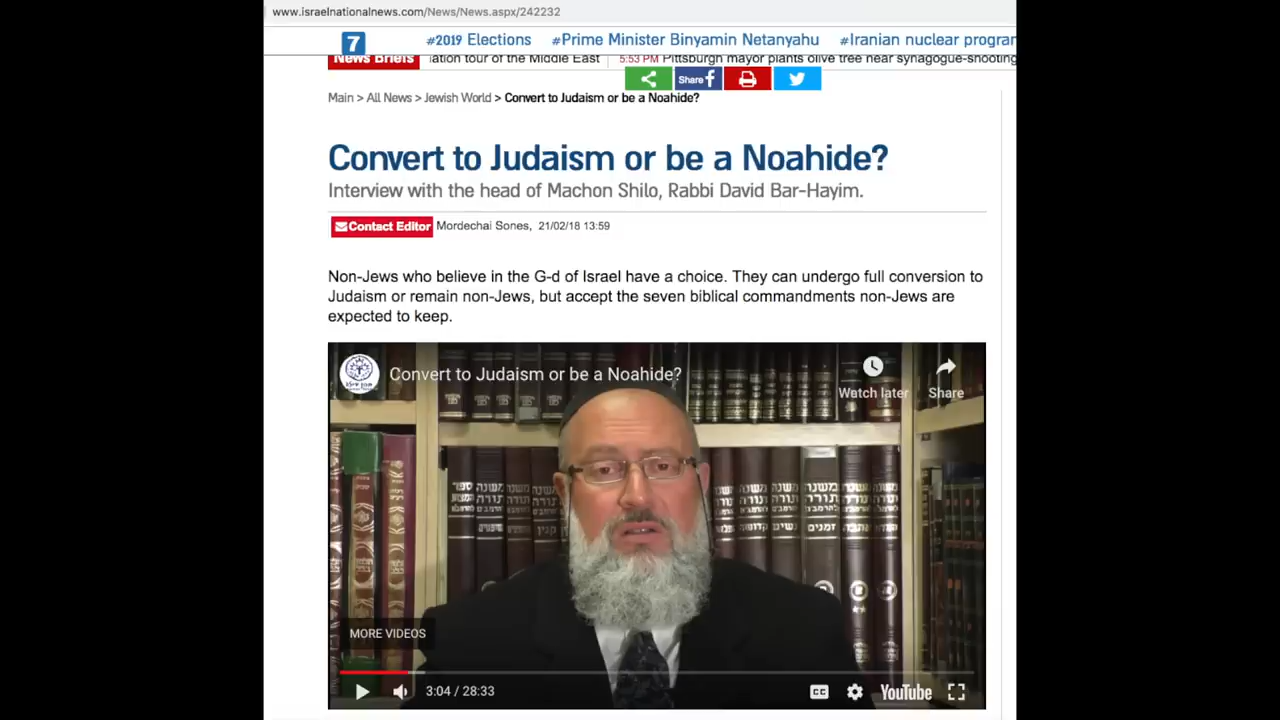 www.israelnationalnews.com/News/News.aspx/242232
7
#2019 Elections #Prime Minister Binyamin Netanyahu #Iranian nuclear program
News Briefs ation tour of the Middle East 5:53 PM Pittsburgh mayor plants olive tree near synagogue-shooting
Share f
Main > All News > Jewish World > Convert to Judaism or be a Noahide?
Convert to Judaism or be a Noahide?
Interview with the head of Machon Shilo, Rabbi David Bar-Hayim.
Contact Editor Mordechai Sones, 21/02/18 13:59
Non-Jews who believe in the G-d of Israel have a choice. They can undergo full conversion to
Judaism or remain non-Jews, but accept the seven biblical commandments non-Jews are
expected to keep.
Convert to Judaism or be a Noahide?
Watch later Share
משנה תורה
זמנים
MORE VIDEOS
3:04 / 28:33 CC YouTube